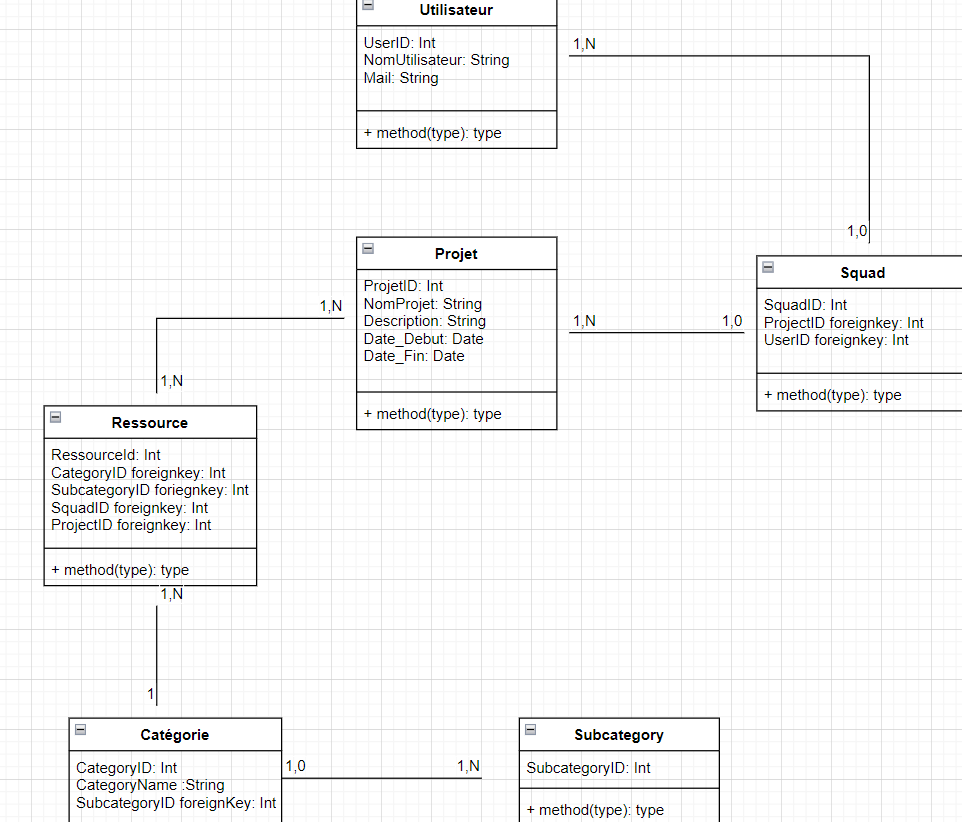 Utilisateur
UserID: Int
NomUtilisateur: String
Mail: String
+ method(type): type
1,N
1,0
Projet
ProjetID: Int
NomProjet: String
Description: String
Date_Debut: Date
Date_Fin: Date
+ method(type): type
1,N
1,0
Squad
SquadID: Int
ProjectID foreignkey: Int
UserID foreignkey: Int
+ method(type): type
1,N
1,N
Ressource
RessourceId: Int
CategoryID foreignkey: Int
SubcategoryID foriegnkey: Int
SquadID foreignkey: Int
ProjectID foreignkey: Int
+ method(type): type
1,N
1
Catégorie
CategoryID: Int
CategoryName :String
SubcategoryID foreignKey: Int
1,0
1,N
Subcategory
SubcategoryID: Int
+ method(type): type